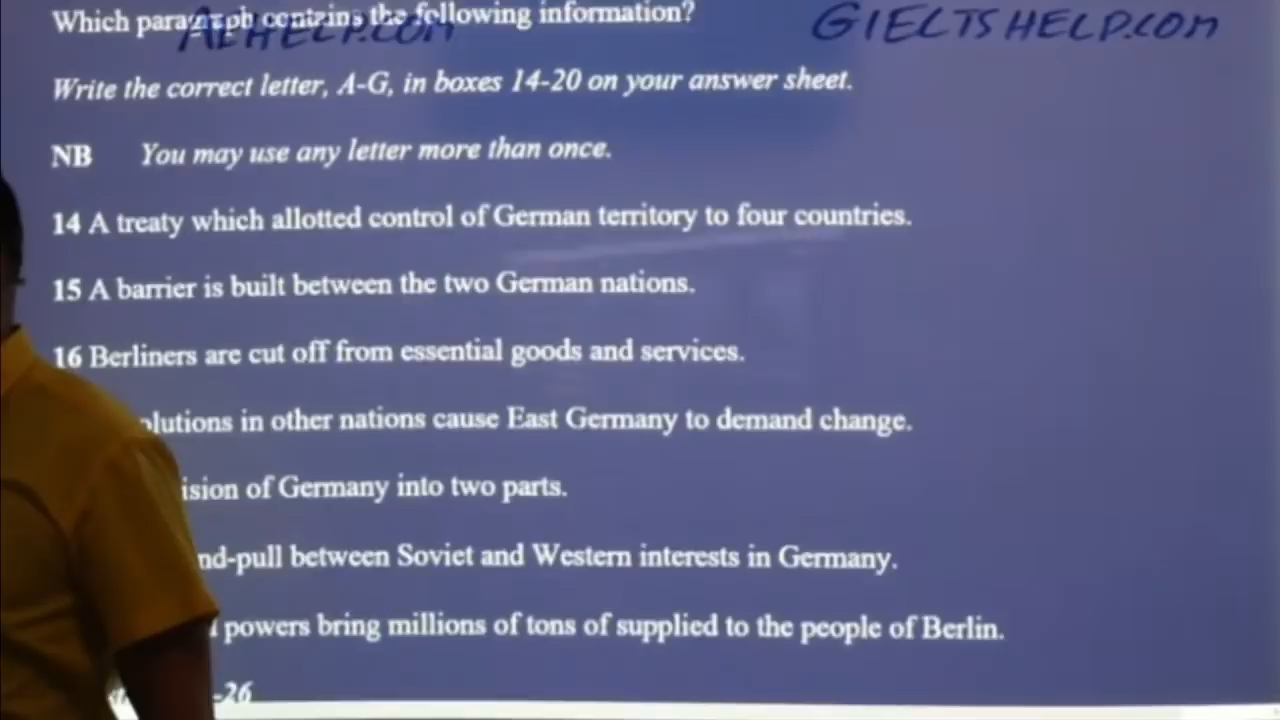 Which paragraph contains the following information?
AEHELP.COM
GIELTSHELP.COM
Write the correct letter, A-G, in boxes 14-20 on your answer sheet.
NB You may use any letter more than once.
14 A treaty which allotted control of German territory to four countries.
15 A barrier is built between the two German nations.
16 Berliners are cut off from essential goods and services.
olutions in other nations cause East Germany to demand change.
ision of Germany into two parts.
nd-pull between Soviet and Western interests in Germany.
powers bring millions of tons of supplied to the people of Berlin.
-26